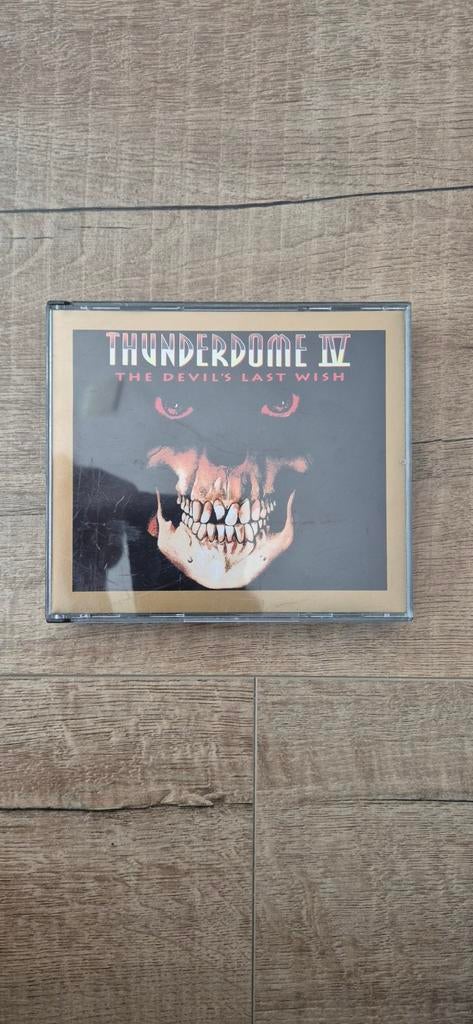 THUNDERDOME IV
THE DEVIL'S LAST WISH